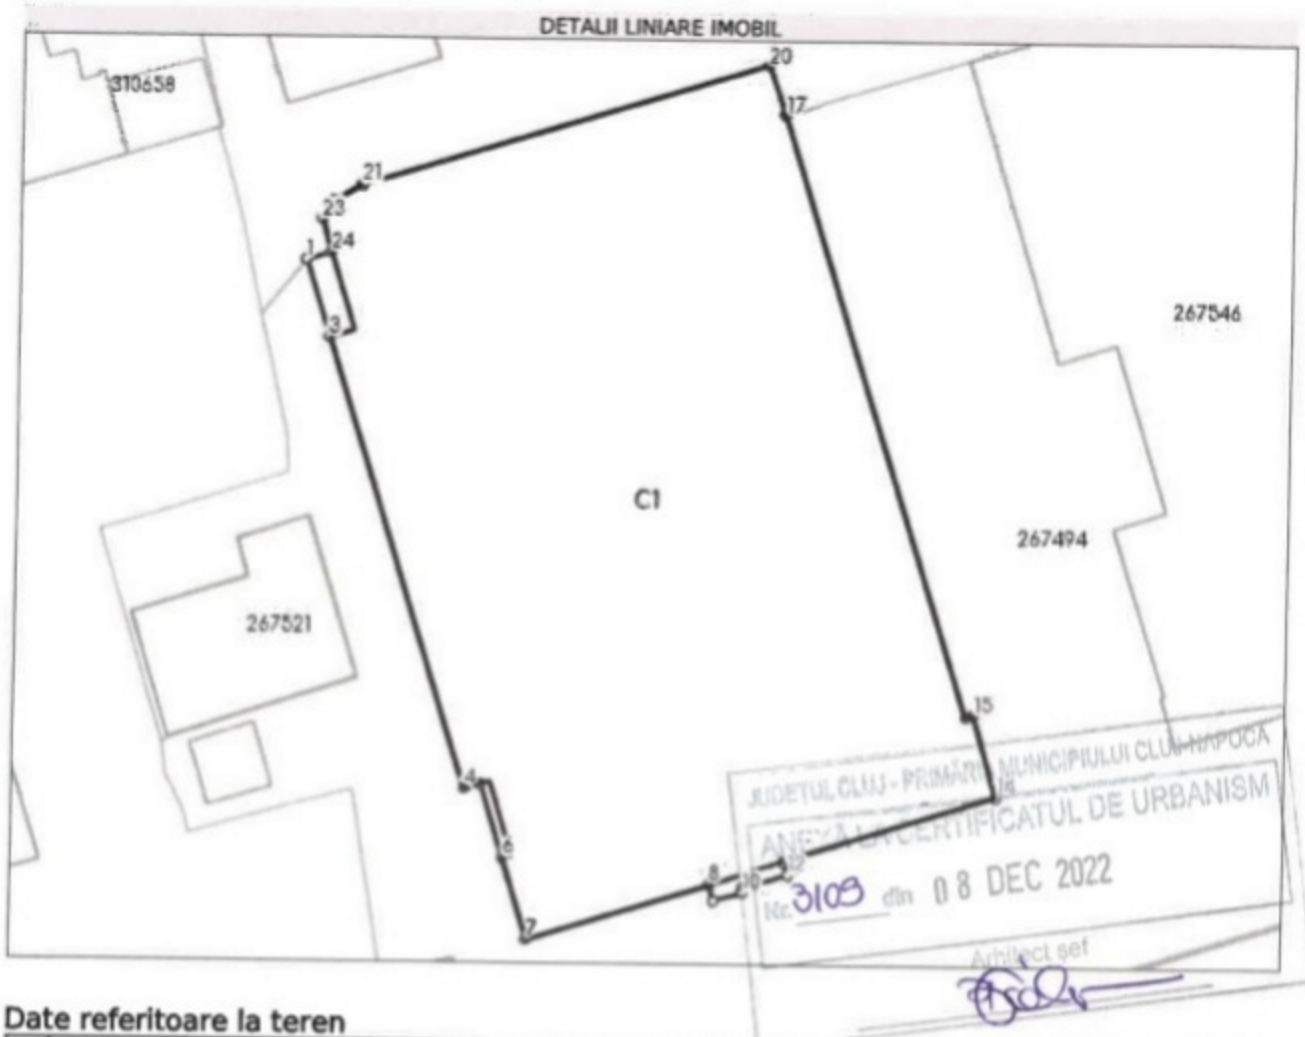 DETALII LINIARE IMOBIL
20
310658
17
21
23
24
1
3
267546
C1
267494
267521
15
4
JUDEȚUL CLUJ - PRIMĂRIA MUNICIPIULUI CLUJ-NAPOCA
ANEXĂ LA CERTIFICATUL DE URBANISM
6
8
Nr. 3109 din 08 DEC 2022
7
Arhitect șef
Date referitoare la teren